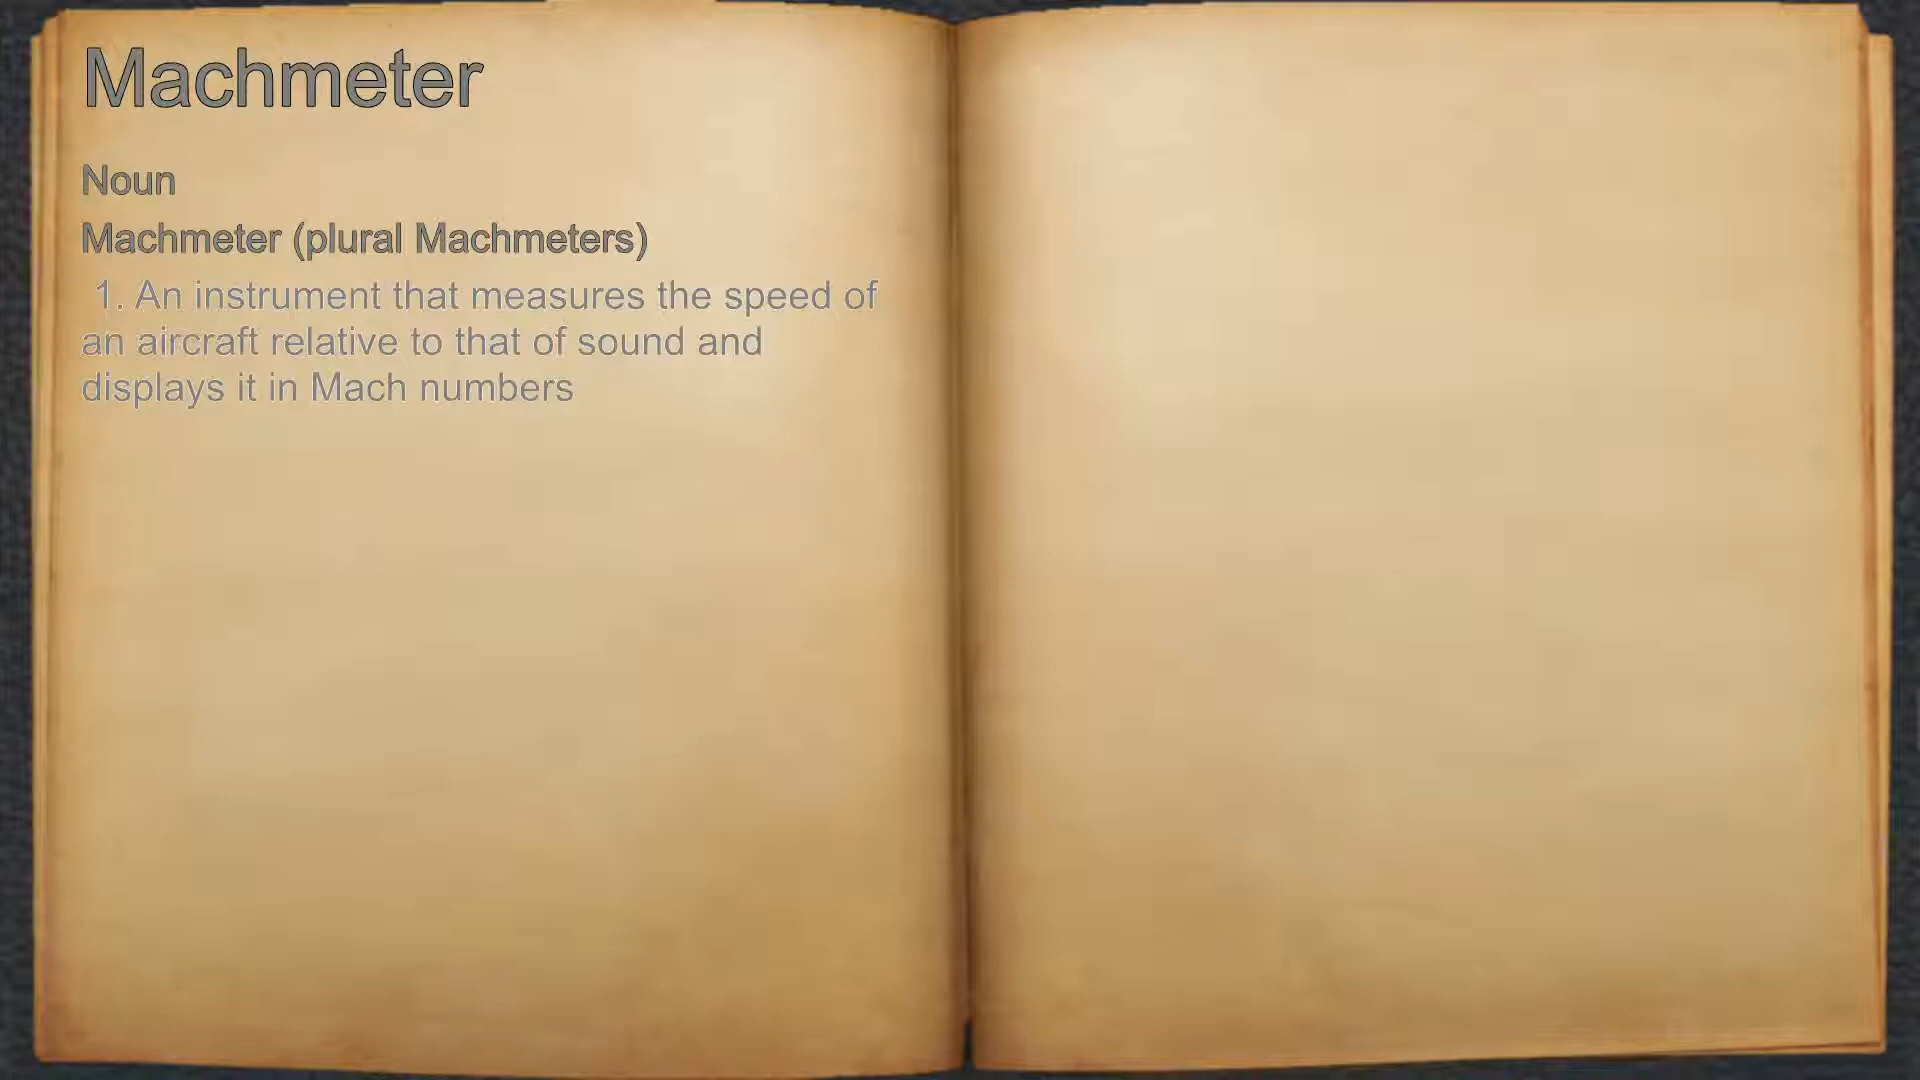 Machmeter
Noun
Machmeter (plural Machmeters)
1. An instrument that measures the speed of
an aircraft relative to that of sound and
displays it in Mach numbers